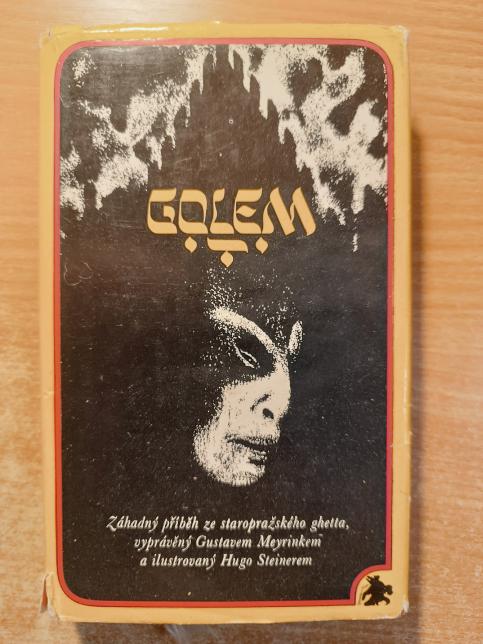 GOLEM
Záhadný příběh ze staropražského ghetta,
vyprávěný Gustavem Meyrinkem
a ilustrovaný Hugo Steinerem